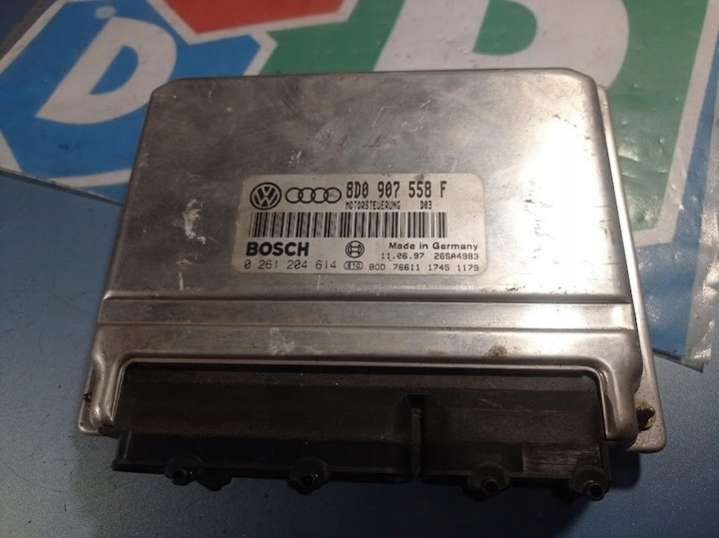 8D0 907 558 F
MOTORSTEUERUNG D03
BOSCH Made in Germany
0 261 204 614 11.06.97 26SA4983
BOD 76611 1745 1179